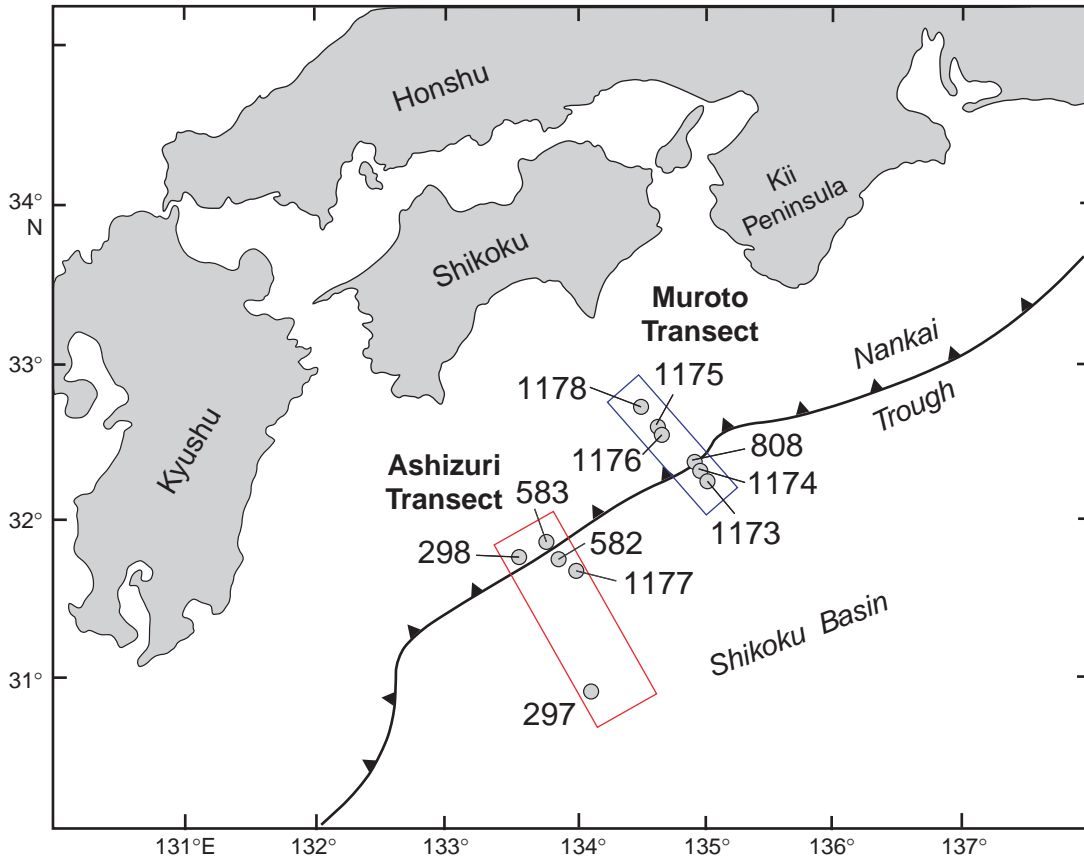 Honshu
34°
N
Kii
Peninsula
Shikoku
Muroto
Transect
Nankai
Trough
33°
1178
1175
1176
808
1174
1173
Kyushu
Ashizuri
Transect
583
32°
298
582
1177
Shikoku Basin
31°
297
131°E
132°
133°
134°
135°
136°
137°